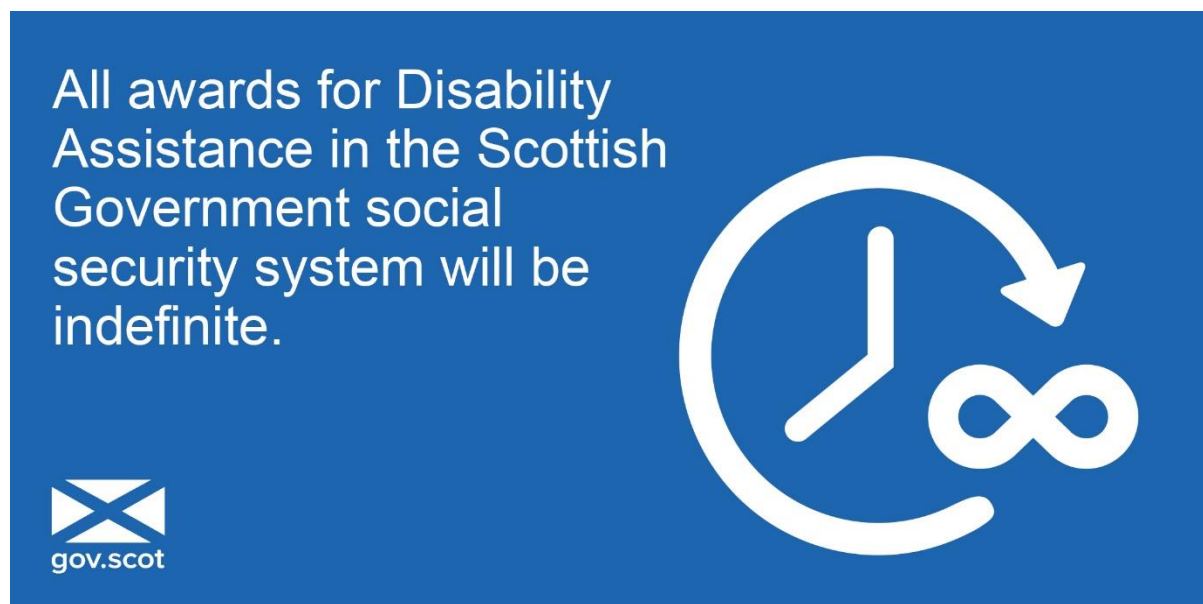 All awards for Disability
Assistance in the Scottish
Government social
security system will be
indefinite.
gov.scot